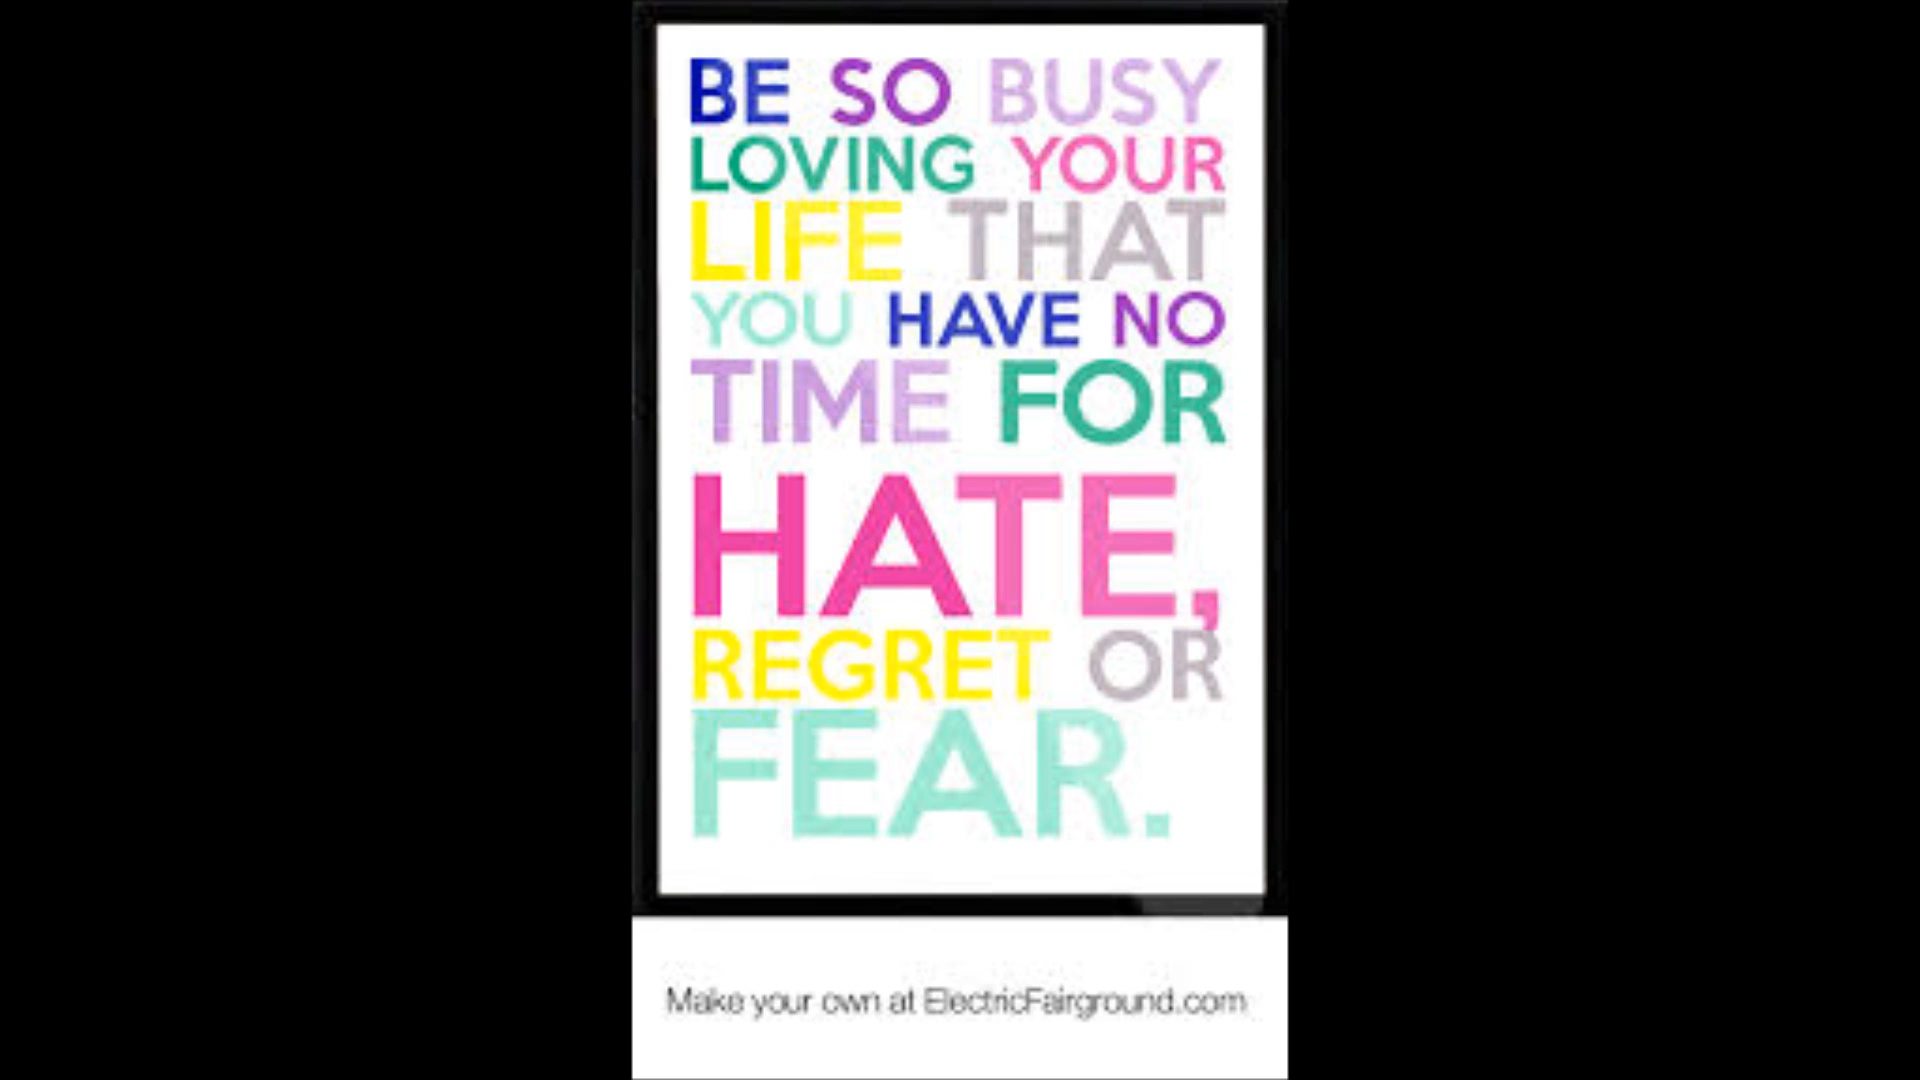 BE SO BUSY
LOVING YOUR
LIFE THAT
YOU HAVE NO
TIME FOR
HATE,
REGRET OR
FEAR.
Make your own at ElectricFairground.com